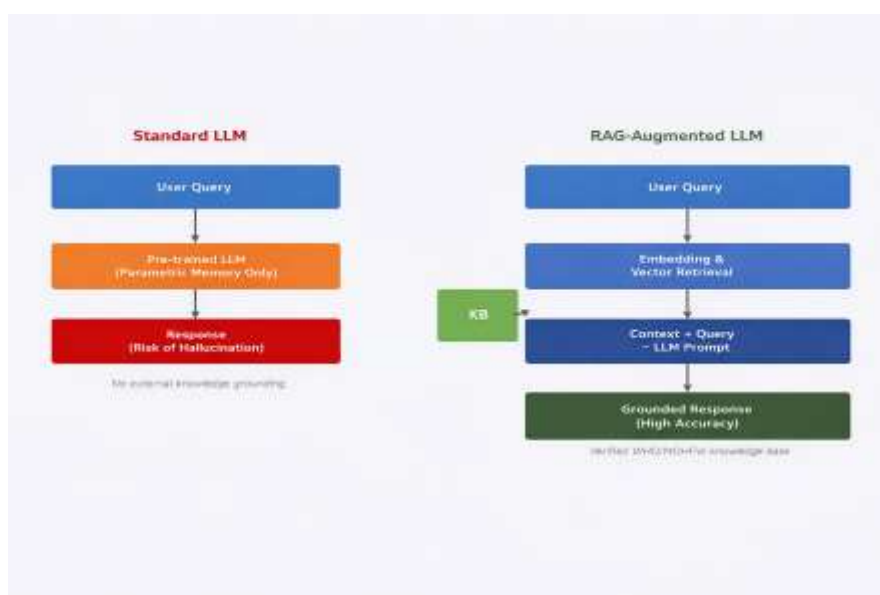 Standard LLM
User Query
Pre-trained LLM
(Parametric Memory Only)
Response
(Risk of Hallucination)
No external knowledge grounding
RAG-Augmented LLM
User Query
Embedding &
Vector Retrieval
KB
Context + Query
LLM Prompt
Grounded Response
(High Accuracy)
Verified knowledge base